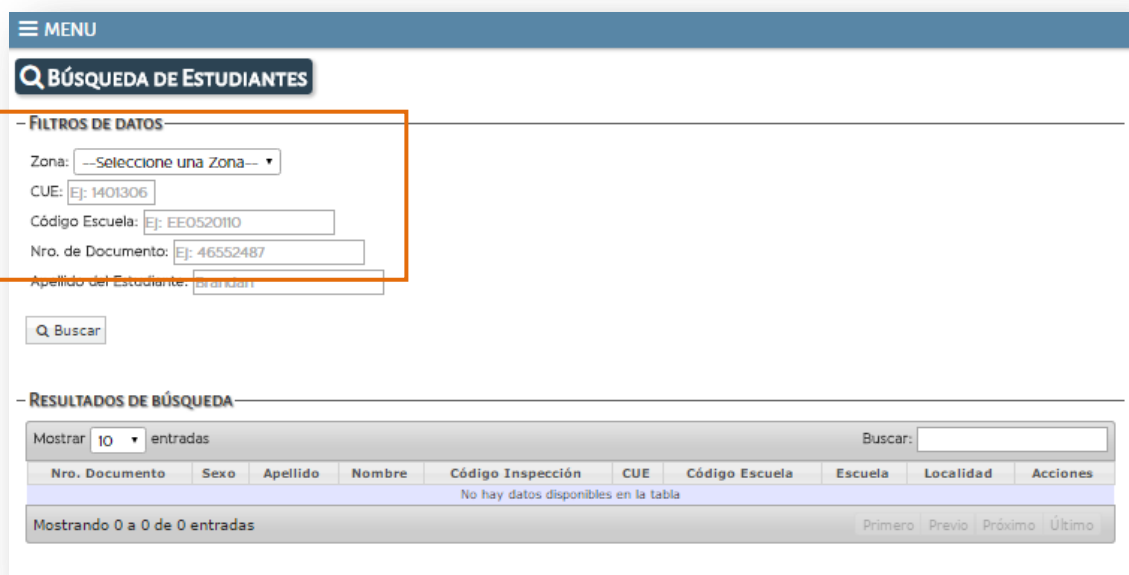 MENU
BÚSQUEDA DE ESTUDIANTES
FILTROS DE DATOS
Zona: --Seleccione una Zona--
CUE: Ej: 1401306
Código Escuela: Ej: EE0520110
Nro. de Documento: Ej: 46552487
Apellido del Estudiante: Brandan
Buscar
RESULTADOS DE BÚSQUEDA
Mostrar 10 entradas Buscar:
Nro. Documento Sexo Apellido Nombre Código Inspección CUE Código Escuela Escuela Localidad Acciones
No hay datos disponibles en la tabla
Mostrando 0 a 0 de 0 entradas Primero Previo Próximo Último